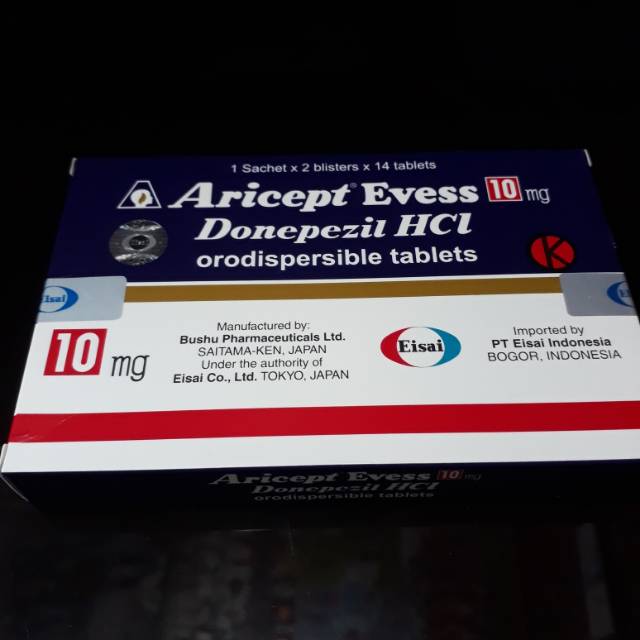 1 Sachet x 2 blisters x 14 tablets
Aricept® Evess 10 mg
Donepezil HCl
orodispersible tablets
K
Eisai
10 mg
Manufactured by:
Bushu Pharmaceuticals Ltd.
SAITAMA-KEN, JAPAN
Under the authority of
Eisai Co., Ltd. TOKYO, JAPAN
Eisai
Imported by
PT Eisai Indonesia
BOGOR, INDONESIA
Aricept Evess 10 mg
Donepezil HCl
orodispersible tablets